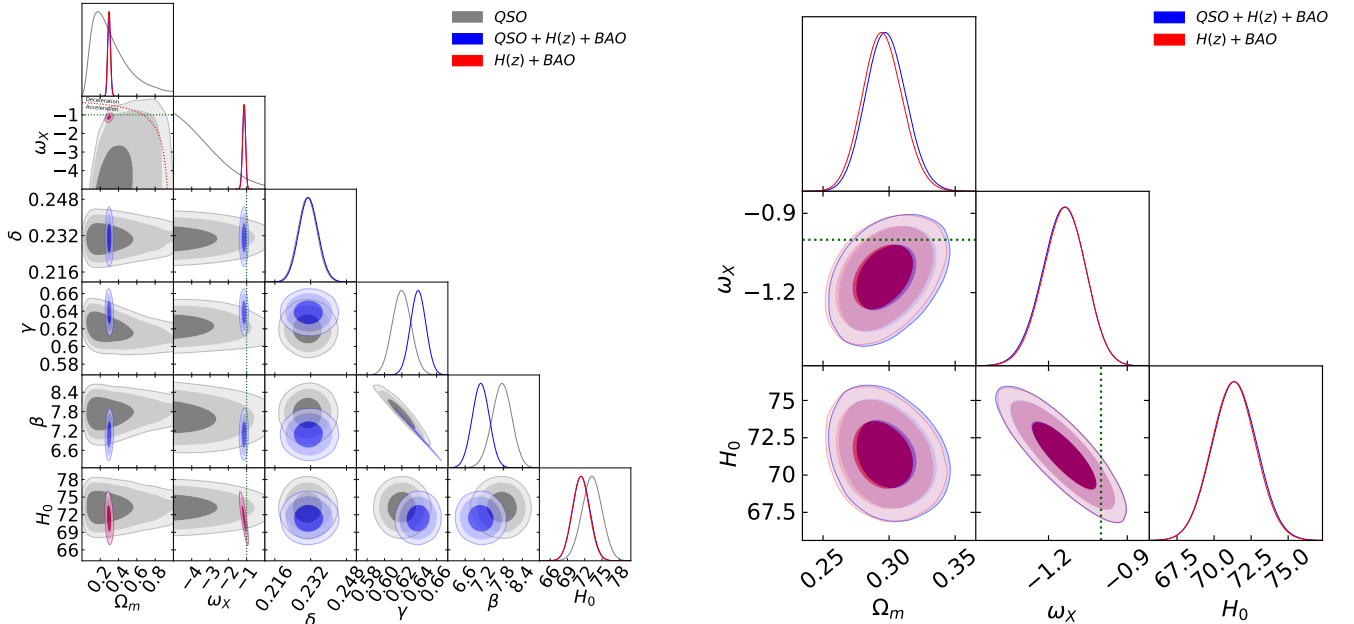 QSO
QSO + H(z) + BAO
H(z) + BAO
Deceleration
Acceleration
ω_X
−1
−2
−3
−4
δ
0.248
0.232
0.216
γ
0.66
0.64
0.62
0.6
0.58
β
8.4
7.8
7.2
6.6
H_0
78
75
72
69
66
0.2 0.4 0.6 0.8
Ω_m
−4 −3 −2 −1
ω_X
0.216 0.232 0.248
δ
0.58 0.60 0.62 0.64 0.66
γ
6.6 7.2 7.8 8.4
β
66 69 72 75 78
H_0
QSO + H(z) + BAO
H(z) + BAO
ω_X
−0.9
−1.2
H_0
75
72.5
70
67.5
0.25 0.30 0.35
Ω_m
−1.2 −0.9
ω_X
67.5 70.0 72.5 75.0
H_0